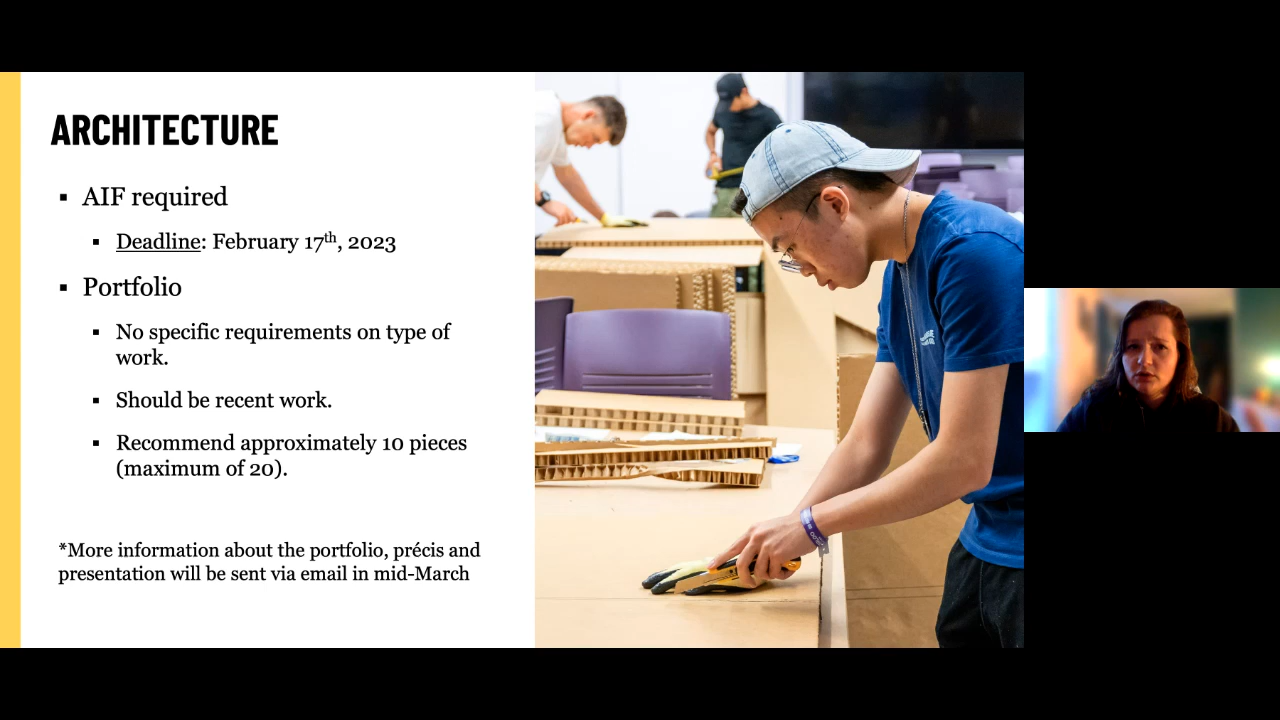 ARCHITECTURE
▪ AIF required
▪ Deadline: February 17th, 2023
▪ Portfolio
▪ No specific requirements on type of
work.
▪ Should be recent work.
▪ Recommend approximately 10 pieces
(maximum of 20).
*More information about the portfolio, précis and
presentation will be sent via email in mid-March